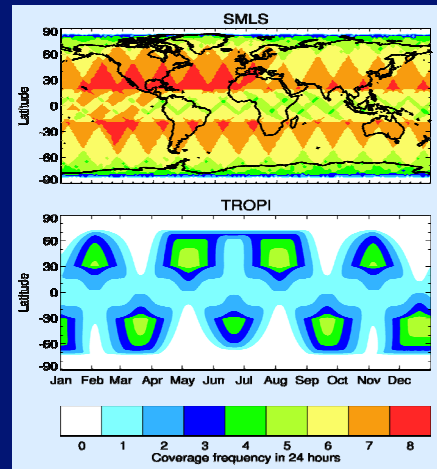 SMLS
90
60
30
0
-30
-60
-90
Latitude
TROPI
90
60
30
0
-30
-60
-90
Latitude
Jan Feb Mar Apr May Jun Jul Aug Sep Oct Nov Dec
0 1 2 3 4 5 6 7 8
Coverage frequency in 24 hours